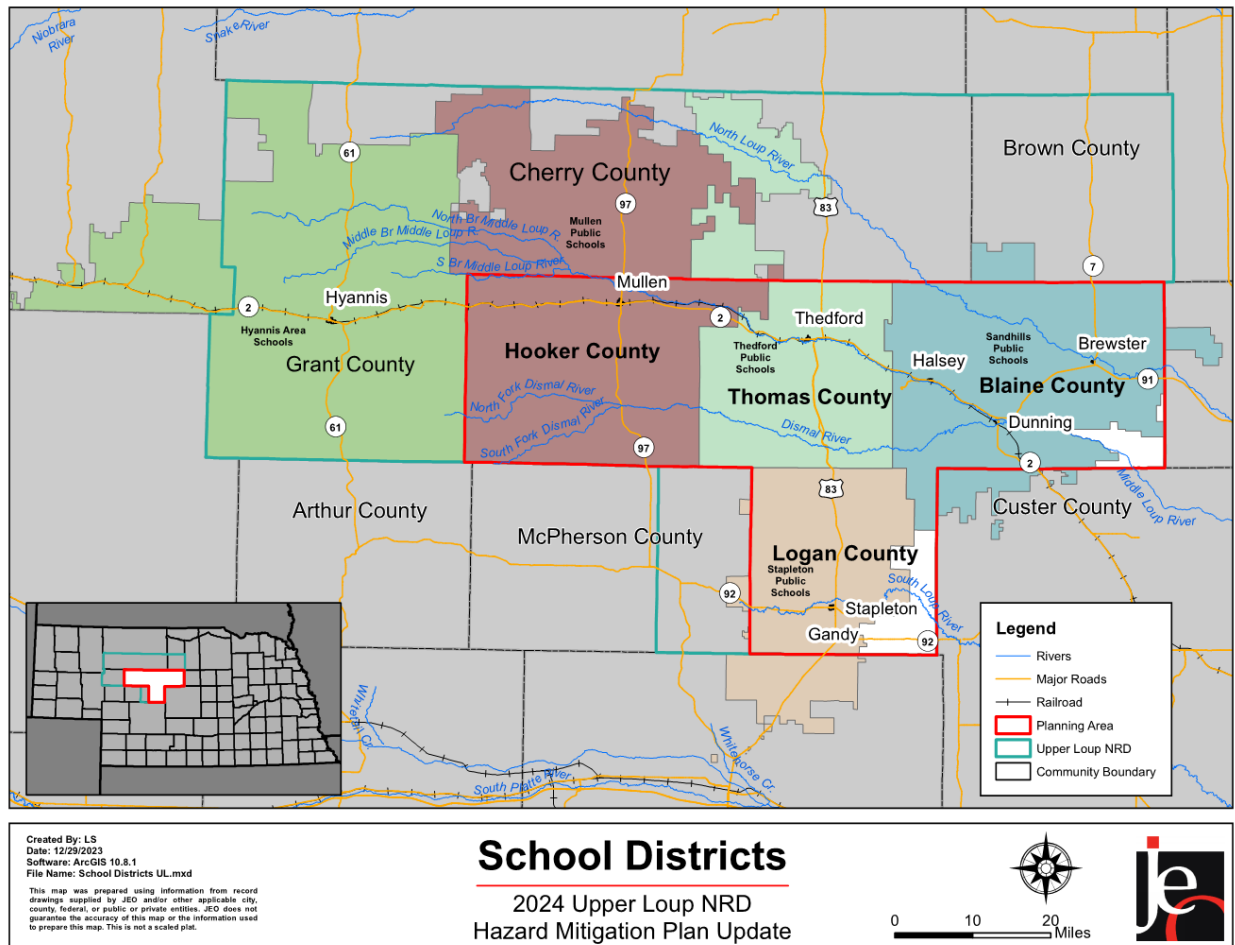 Niobrara
River
Snake River
North Loup River
Brown County
61
Cherry County
97
83
Mullen
Public
Schools
North Br Middle Loup R.
Middle Br Middle Loup R.
S Br Middle Loup River
7
Mullen
Hyannis
2
2
Thedford
Hyannis Area
Schools
Sandhills
Public
Schools
Brewster
Hooker County
Thedford
Public
Schools
Halsey
Grant County
91
Blaine County
Thomas County
North Fork Dismal River
Dunning
61
South Fork Dismal River
Dismal River
97
2
83
Middle Loup River
Arthur County
Custer County
McPherson County
Logan County
Stapleton
Public
Schools
South Loup River
92
Stapleton
Gandy
92
Whitetail Cr.
Whitehorse Cr.
South Platte River
Legend
Rivers
Major Roads
Railroad
Planning Area
Upper Loup NRD
Community Boundary
Created By: LS
Date: 12/29/2023
Software: ArcGIS 10.8.1
File Name: School Districts UL.mxd
This map was prepared using information from record
drawings supplied by JEO and/or other applicable city,
county, federal, or public or private entities. JEO does not
guarantee the accuracy of this map or the information used
to prepare this map. This is not a scaled plat.
School Districts
2024 Upper Loup NRD
Hazard Mitigation Plan Update
0 10 20
Miles
jeo